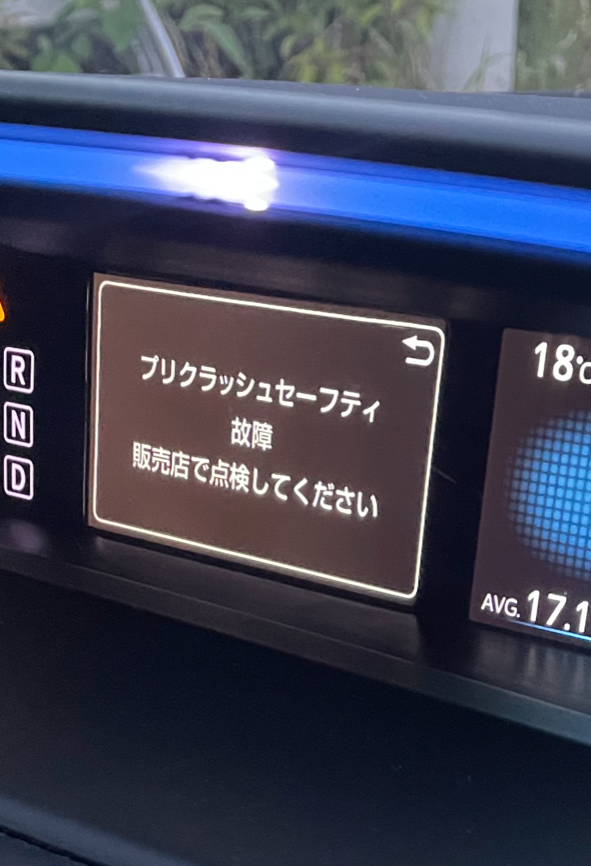 プリクラッシュセーフティ
故障
販売店で点検してください
R
N
D
18℃
AVG. 17.1